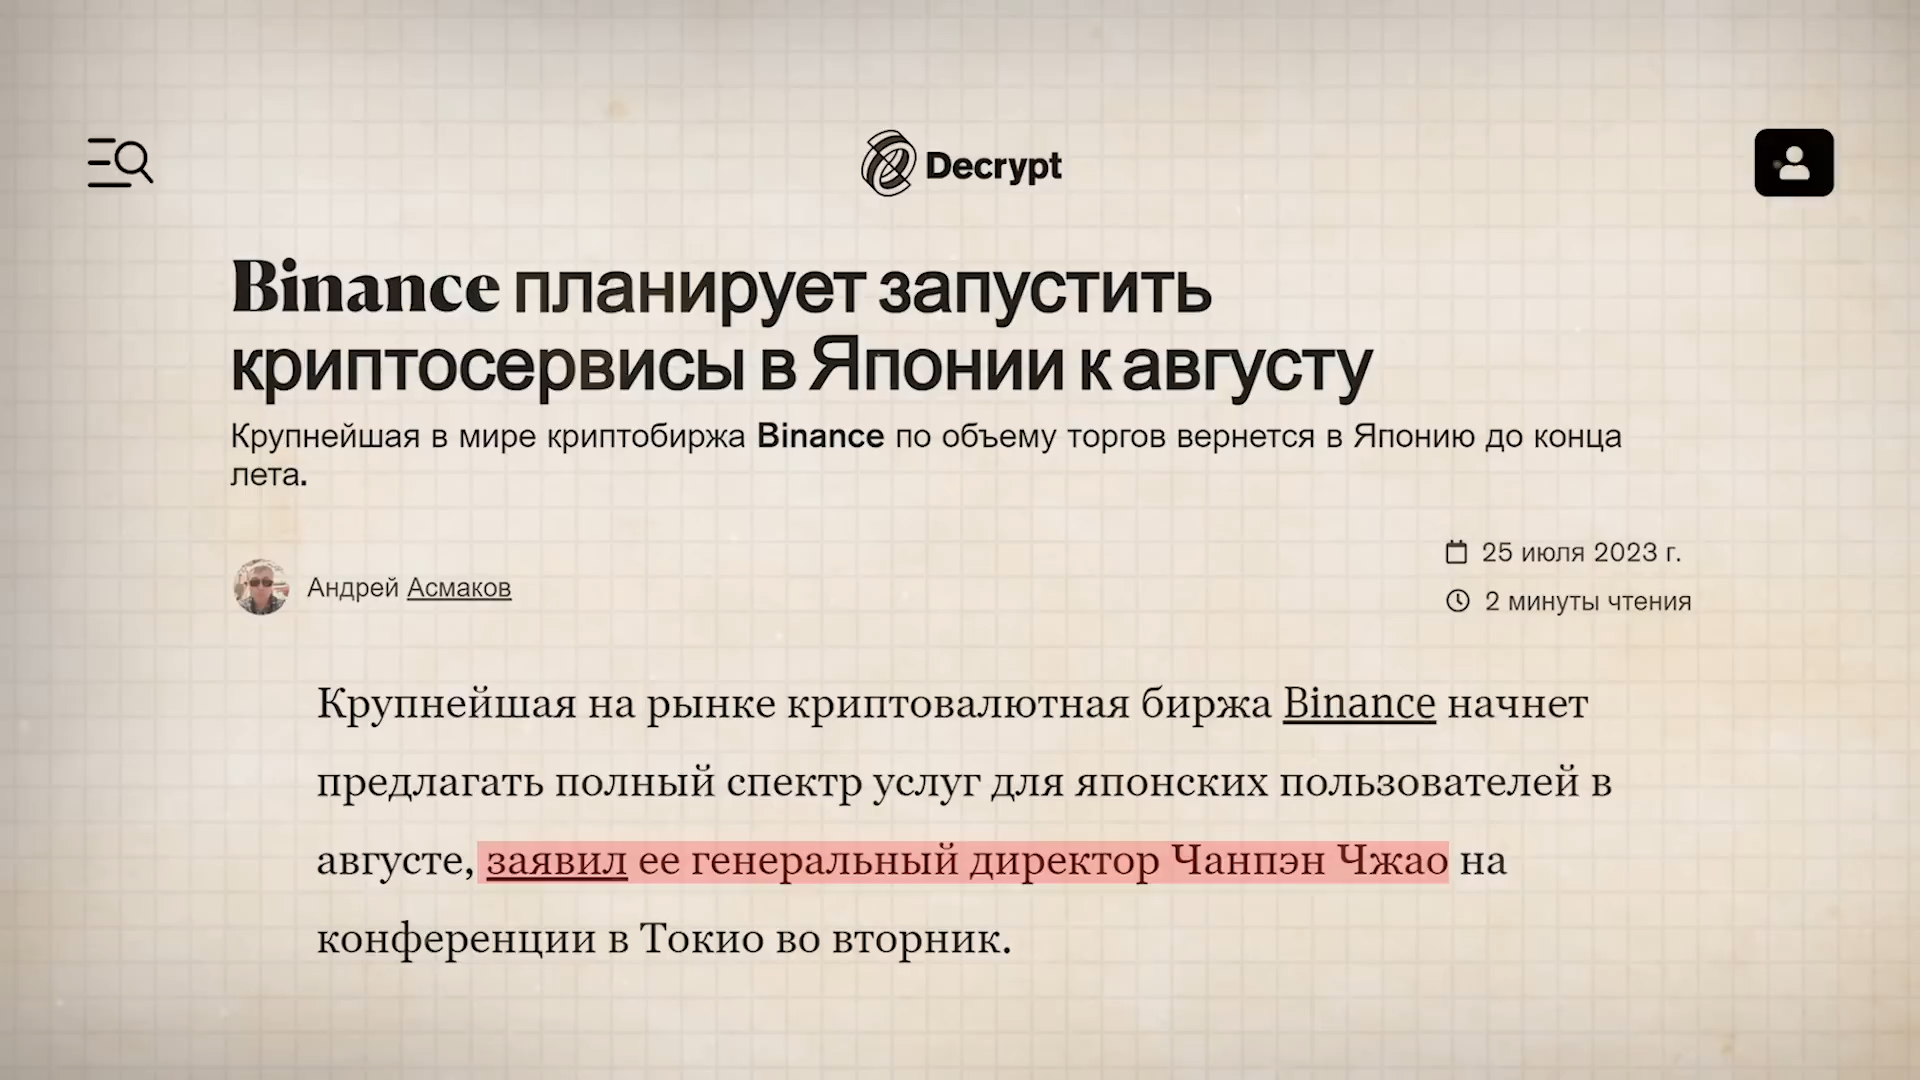 Decrypt
Binance планирует запустить
криптосервисы в Японии к августу
Крупнейшая в мире криптобиржа Binance по объему торгов вернется в Японию до конца
лета.
Андрей Асмаков
25 июля 2023 г.
2 минуты чтения
Крупнейшая на рынке криптовалютная биржа Binance начнет
предлагать полный спектр услуг для японских пользователей в
августе, заявил ее генеральный директор Чанпэн Чжао на
конференции в Токио во вторник.